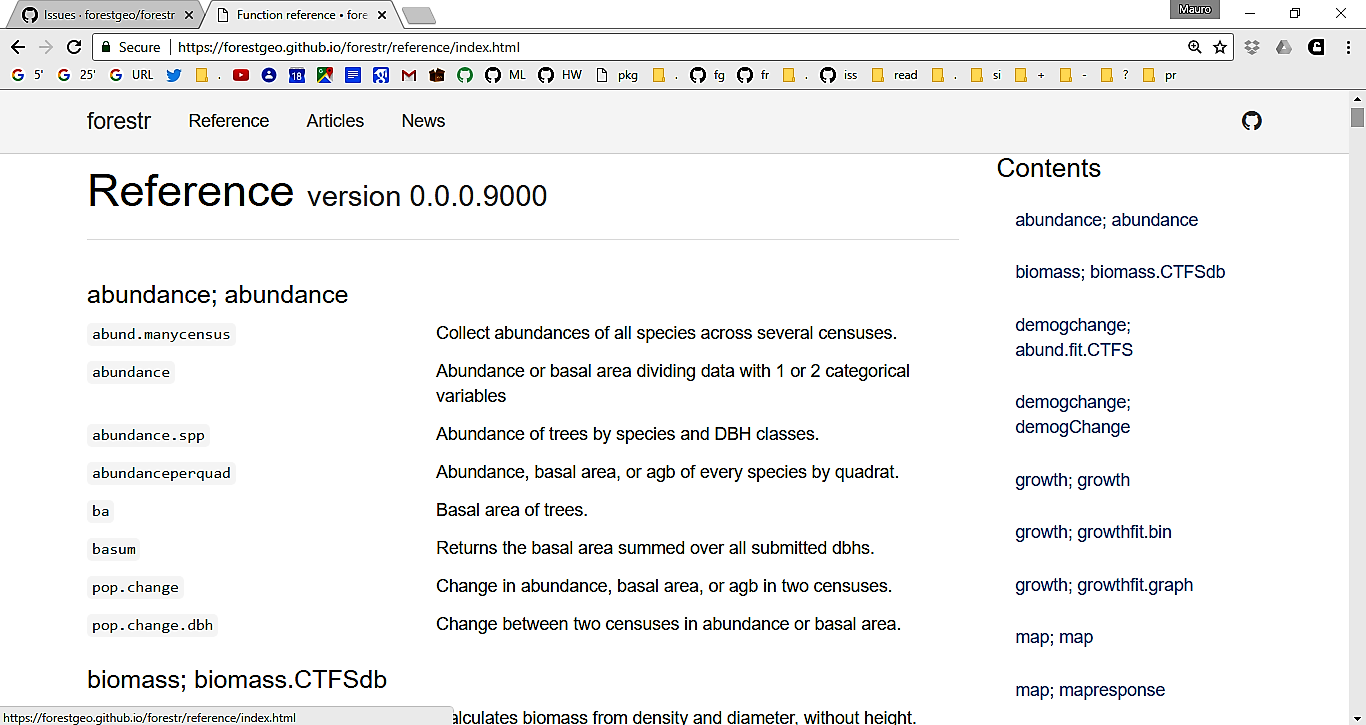 Issues · forestgeo/forestr
Function reference • fore
Mauro
Secure
https://forestgeo.github.io/forestr/reference/index.html
5' 25' URL . 18 ML HW pkg . fg fr . iss read . si + - ? pr
forestr Reference Articles News
Reference version 0.0.0.9000
abundance; abundance
abund.manycensus Collect abundances of all species across several censuses.
abundance Abundance or basal area dividing data with 1 or 2 categorical
variables
abundance.spp Abundance of trees by species and DBH classes.
abundanceperquad Abundance, basal area, or agb of every species by quadrat.
ba Basal area of trees.
basum Returns the basal area summed over all submitted dbhs.
pop.change Change in abundance, basal area, or agb in two censuses.
pop.change.dbh Change between two censuses in abundance or basal area.
biomass; biomass.CTFSdb
alculates biomass from density and diameter, without height.
Contents
abundance; abundance
biomass; biomass.CTFSdb
demogchange;
abund.fit.CTFS
demogchange;
demogChange
growth; growth
growth; growthfit.bin
growth; growthfit.graph
map; map
map; mapresponse
https://forestgeo.github.io/forestr/reference/index.html